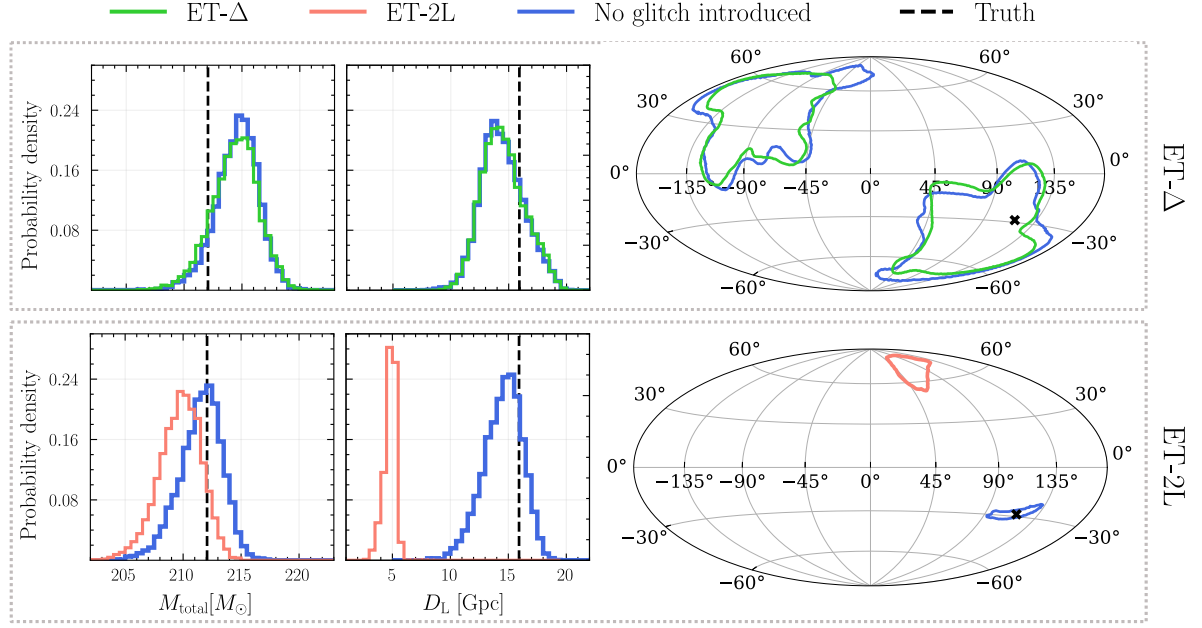 ET-Δ ET-2L No glitch introduced Truth
Probability density
0.24
0.16
0.08
60° 60°
30° 30°
0° 0°
−135° −45° 0° 45° 90° 135°
−30° −30°
−60° −60°
ET-Δ
Probability density
0.24
0.16
0.08
205 210 215 220
M_total[M_⊙]
5 10 15 20
D_L [Gpc]
60° 60°
30° 30°
0° 0°
−135° −90° −45° 0° 45° 90° 135°
−30° −30°
−60° −60°
ET-2L